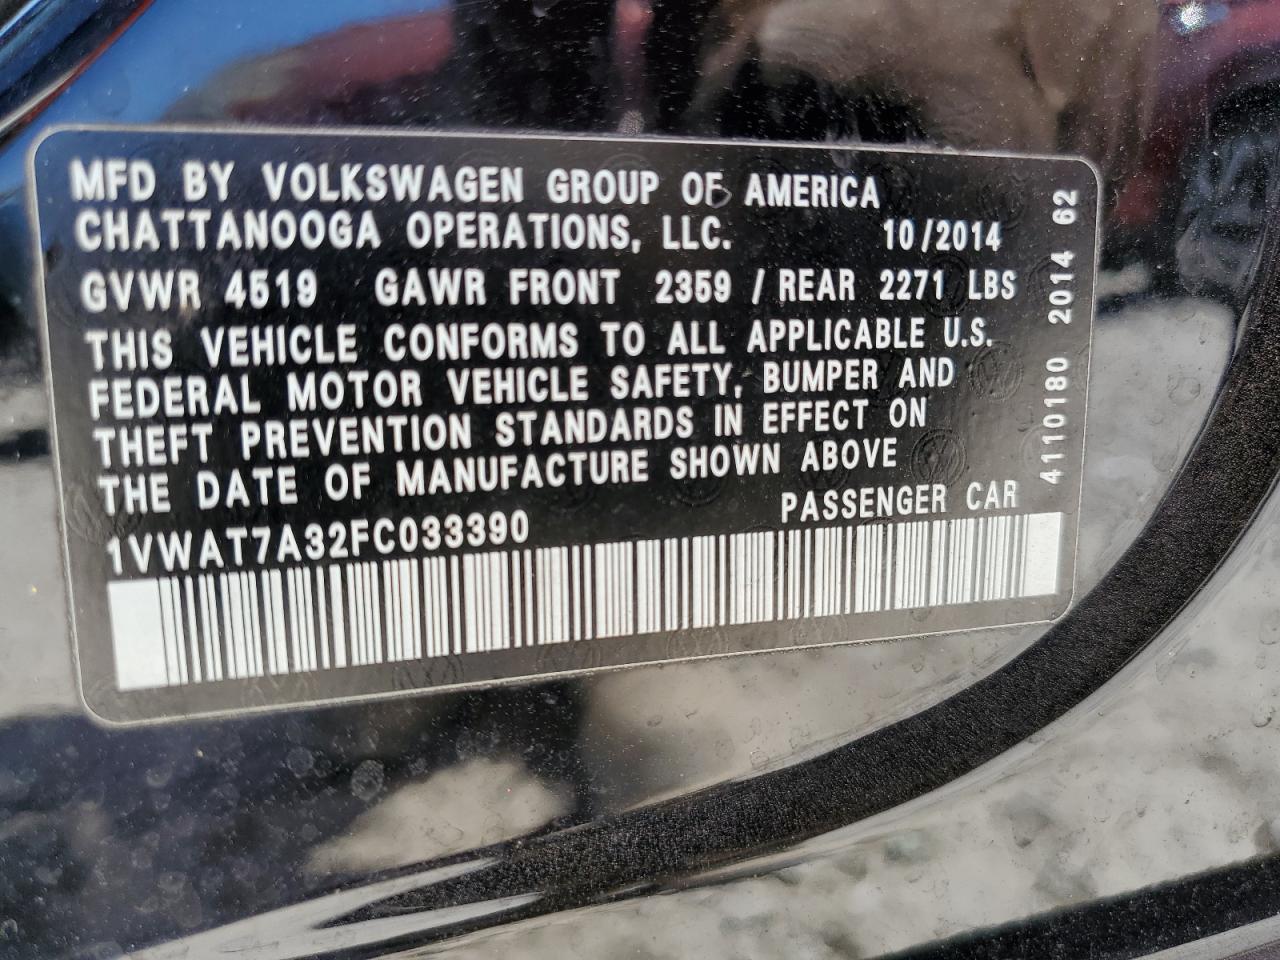 MFD BY VOLKSWAGEN GROUP OF AMERICA
CHATTANOOGA OPERATIONS, LLC. 10/2014
GVWR 4519 GAWR FRONT 2359 / REAR 2271 LBS
THIS VEHICLE CONFORMS TO ALL APPLICABLE U.S.
FEDERAL MOTOR VEHICLE SAFETY, BUMPER AND
THEFT PREVENTION STANDARDS IN EFFECT ON
THE DATE OF MANUFACTURE SHOWN ABOVE
PASSENGER CAR
1VWAT7A32FC033390
4110180 2014 62